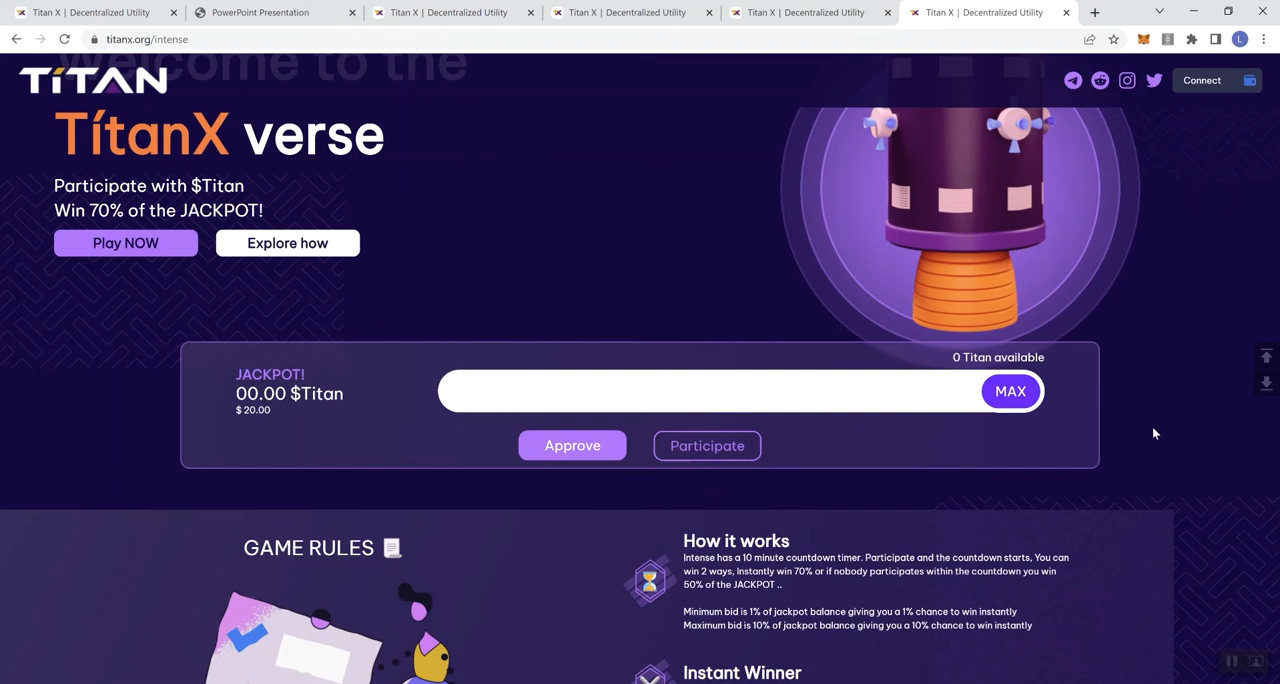 Titan X | Decentralized Utility
PowerPoint Presentation
Titan X | Decentralized Utility
Titan X | Decentralized Utility
Titan X | Decentralized Utility
Titan X | Decentralized Utility
titanx.org/intense
L
Welcome to the
TíTAN
Connect
TítanX verse
Participate with $Titan
Win 70% of the JACKPOT!
Play NOW
Explore how
0 Titan available
JACKPOT!
00.00 $Titan
$ 20.00
MAX
Approve
Participate
GAME RULES
How it works
Intense has a 10 minute countdown timer. Participate and the countdown starts, You can
win 2 ways, Instantly win 70% or if nobody participates within the countdown you win
50% of the JACKPOT ..
Minimum bid is 1% of jackpot balance giving you a 1% chance to win instantly
Maximum bid is 10% of jackpot balance giving you a 10% chance to win instantly
Instant Winner